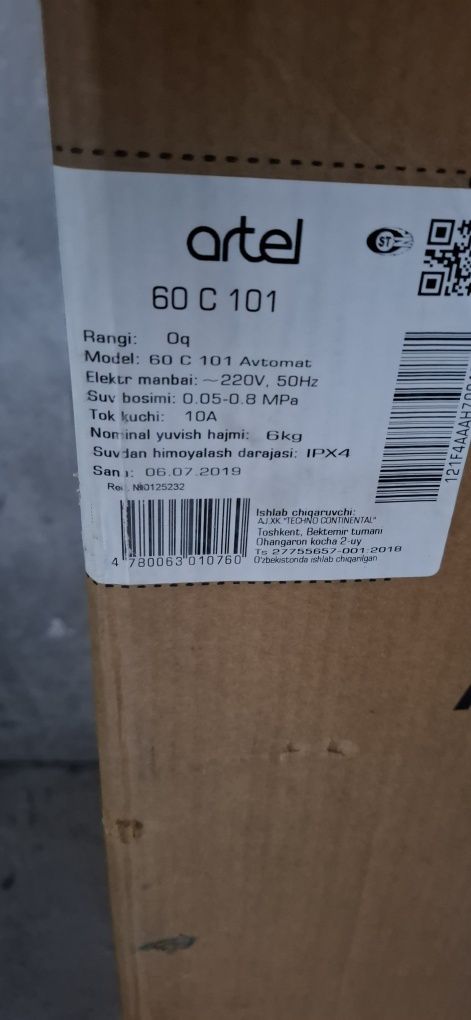 artel
ST
60 C 101
Rangi: Oq
Model: 60 C 101 Avtomat
Elektr manbai: ~220V, 50Hz
Suv bosimi: 0.05-0.8 MPa
Tok kuchi: 10A
Nominal yuvish hajmi: 6kg
Suvdan himoyalash darajasi: IPX4
Sana: 06.07.2019
№0125232
4 780063 010760
Ishlab chiqaruvchi:
AJ.XK "TECHNO CONTINENTAL"
Toshkent, Bektemir tumani
Ohangaron kocha 2-uy
Ts 27755657-001:2018
O'zbekistonda ishlab chiqarilgan